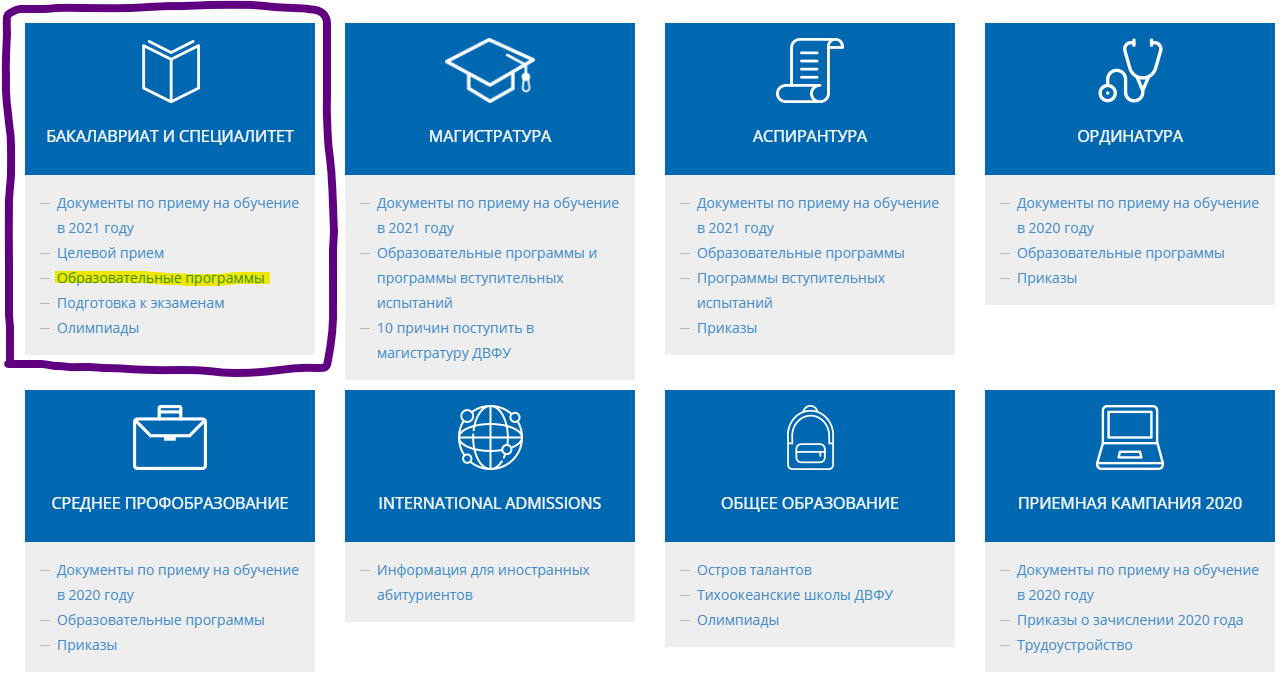 БАКАЛАВРИАТ И СПЕЦИАЛИТЕТ
— Документы по приему на обучение
в 2021 году
— Целевой прием
— Образовательные программы
— Подготовка к экзаменам
— Олимпиады
МАГИСТРАТУРА
— Документы по приему на обучение
в 2021 году
— Образовательные программы и
программы вступительных
испытаний
— 10 причин поступить в
магистратуру ДВФУ
АСПИРАНТУРА
— Документы по приему на обучение
в 2021 году
— Образовательные программы
— Программы вступительных
испытаний
— Приказы
ОРДИНАТУРА
— Документы по приему на обучение
в 2020 году
— Образовательные программы
— Приказы
СРЕДНЕЕ ПРОФОБРАЗОВАНИЕ
— Документы по приему на обучение
в 2020 году
— Образовательные программы
— Приказы
INTERNATIONAL ADMISSIONS
— Информация для иностранных
абитуриентов
ОБЩЕЕ ОБРАЗОВАНИЕ
— Остров талантов
— Тихоокеанские школы ДВФУ
— Олимпиады
ПРИЕМНАЯ КАМПАНИЯ 2020
— Документы по приему на обучение
в 2020 году
— Приказы о зачислении 2020 года
— Трудоустройство